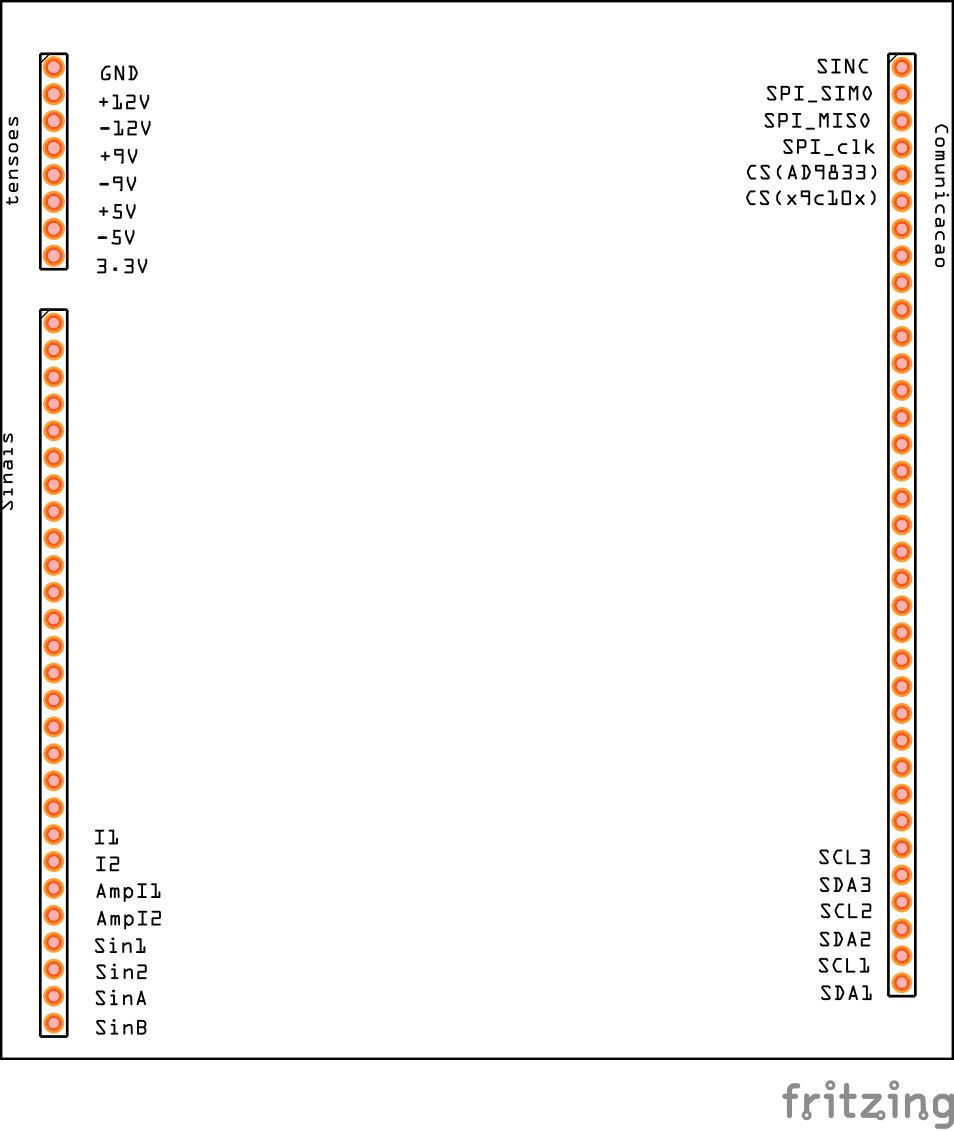 tensoes
GND
+12V
-12V
+9V
-9V
+5V
-5V
3.3V
Sinais
I1
I2
AmpI1
AmpI2
Sin1
Sin2
SinA
SinB
SINC
SPI_SIMO
SPI_MISO
SPI_clk
CS(AD9833)
CS(x9c10x)
Comunicacao
SCL3
SDA3
SCL2
SDA2
SCL1
SDA1
fritzing